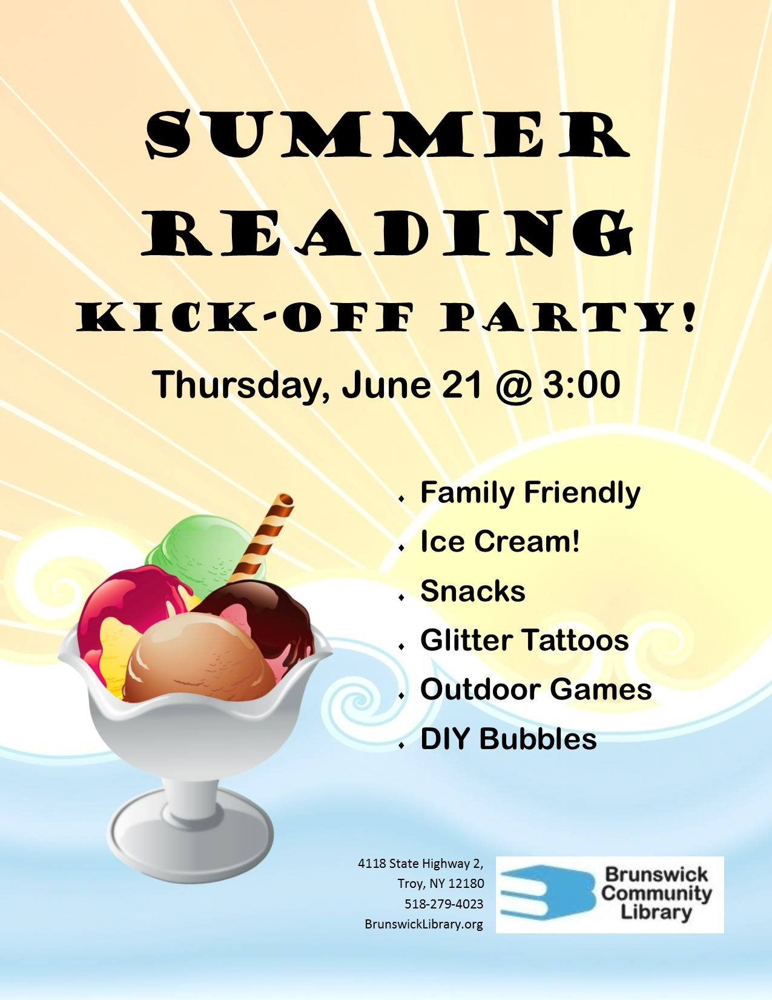 SUMMER
READING
KICK-OFF PARTY!
Thursday, June 21 @ 3:00
⬧ Family Friendly
⬧ Ice Cream!
⬧ Snacks
⬧ Glitter Tattoos
⬧ Outdoor Games
⬧ DIY Bubbles
4118 State Highway 2,
Troy, NY 12180
518-279-4023
BrunswickLibrary.org
Brunswick
Community
Library